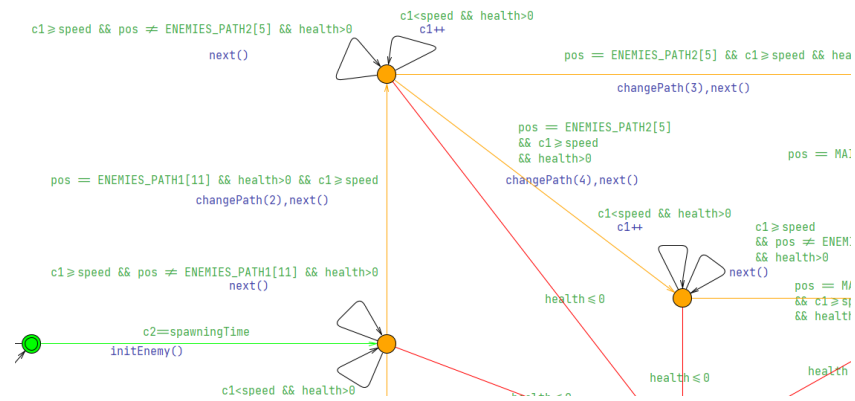 c1<speed && health>0
c1≥speed && pos ≠ ENEMIES_PATH2[5] && health>0
c1++
next()
pos == ENEMIES_PATH2[5] && c1≥speed && hea
changePath(3),next()
pos == ENEMIES_PATH2[5]
&& c1≥speed
&& health>0
pos == MAI
pos == ENEMIES_PATH1[11] && health>0 && c1≥speed
changePath(4),next()
changePath(2),next()
c1<speed && health>0
c1++
c1≥speed
&& pos ≠ ENEMI
&& health>0
next()
c1≥speed && pos ≠ ENEMIES_PATH1[11] && health>0
next()
pos == MA
&& c1≥sp
&& health
health≤0
c2==spawningTime
initEnemy()
health≤0
health
c1<speed && health>0
health≤0